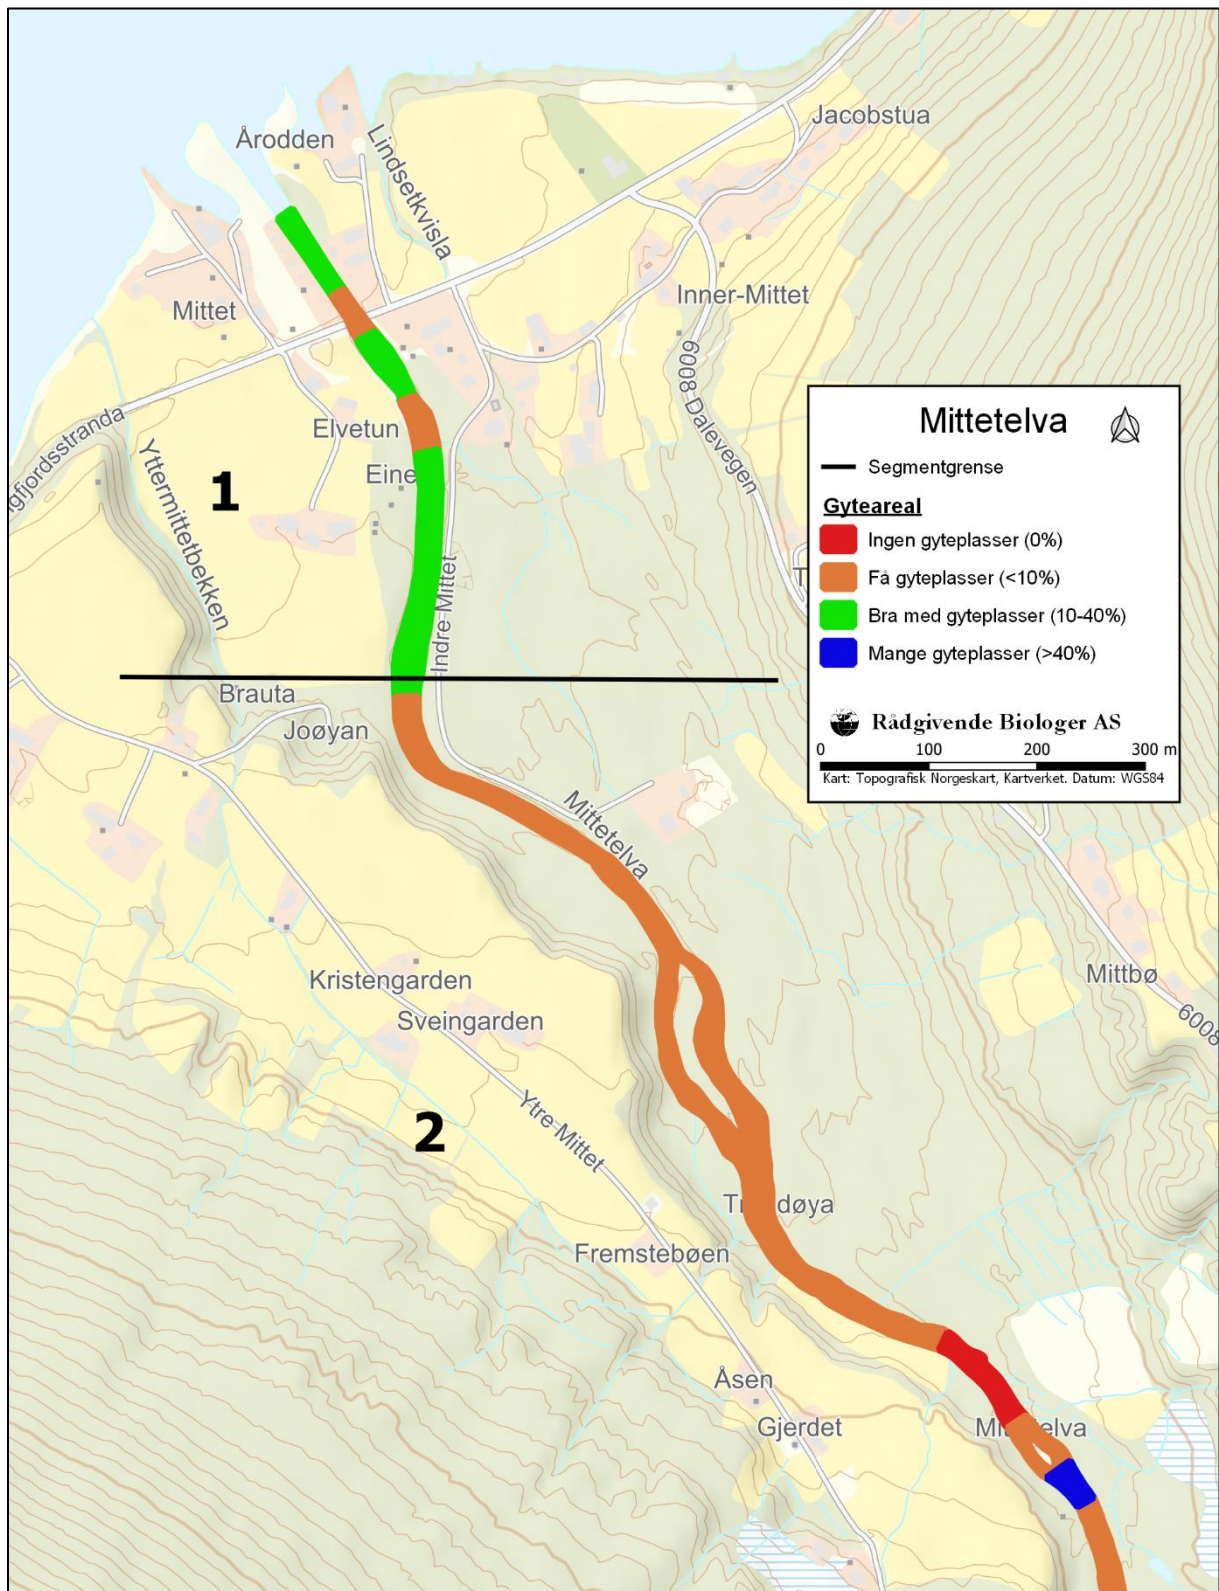 Jacobstua
Årodden
Lindsetkvisla
Inner-Mittet
Mittet
6008 Dalevegen
Mittetelva
Segmentgrense
Elvetun
Gyteareal
Eine
1
Yttermittetbekken
Ingen gyteplasser (0%)
Få gyteplasser (<10%)
Bra med gyteplasser (10-40%)
Indre Mittet
Mange gyteplasser (>40%)
Brauta
Joøyan
Rådgivende Biologer AS
0 100 200 300 m
Kart: Topografisk Norgeskart, Kartverket. Datum: WGS84
Mittetelva
Mittbø
Kristengarden
Sveingarden
6008
Ytre Mittet
2
Fremstebøen
Åsen
Gjerdet